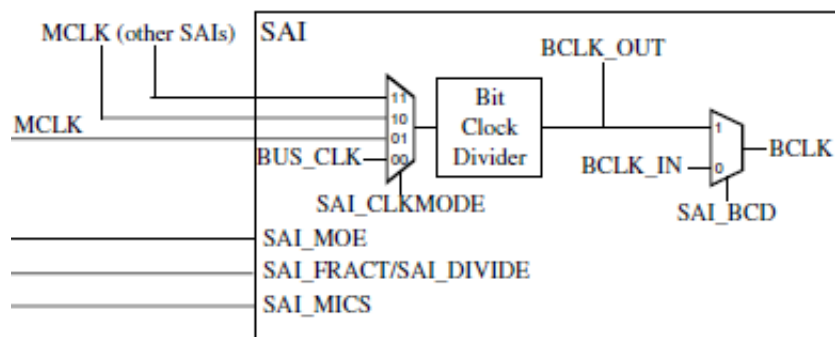 MCLK (other SAIs)
SAI
BCLK_OUT
11
10
01
00
MCLK
BUS_CLK
Bit
Clock
Divider
1
0
BCLK
BCLK_IN
SAI_CLKMODE
SAI_BCD
SAI_MOE
SAI_FRACT/SAI_DIVIDE
SAI_MICS